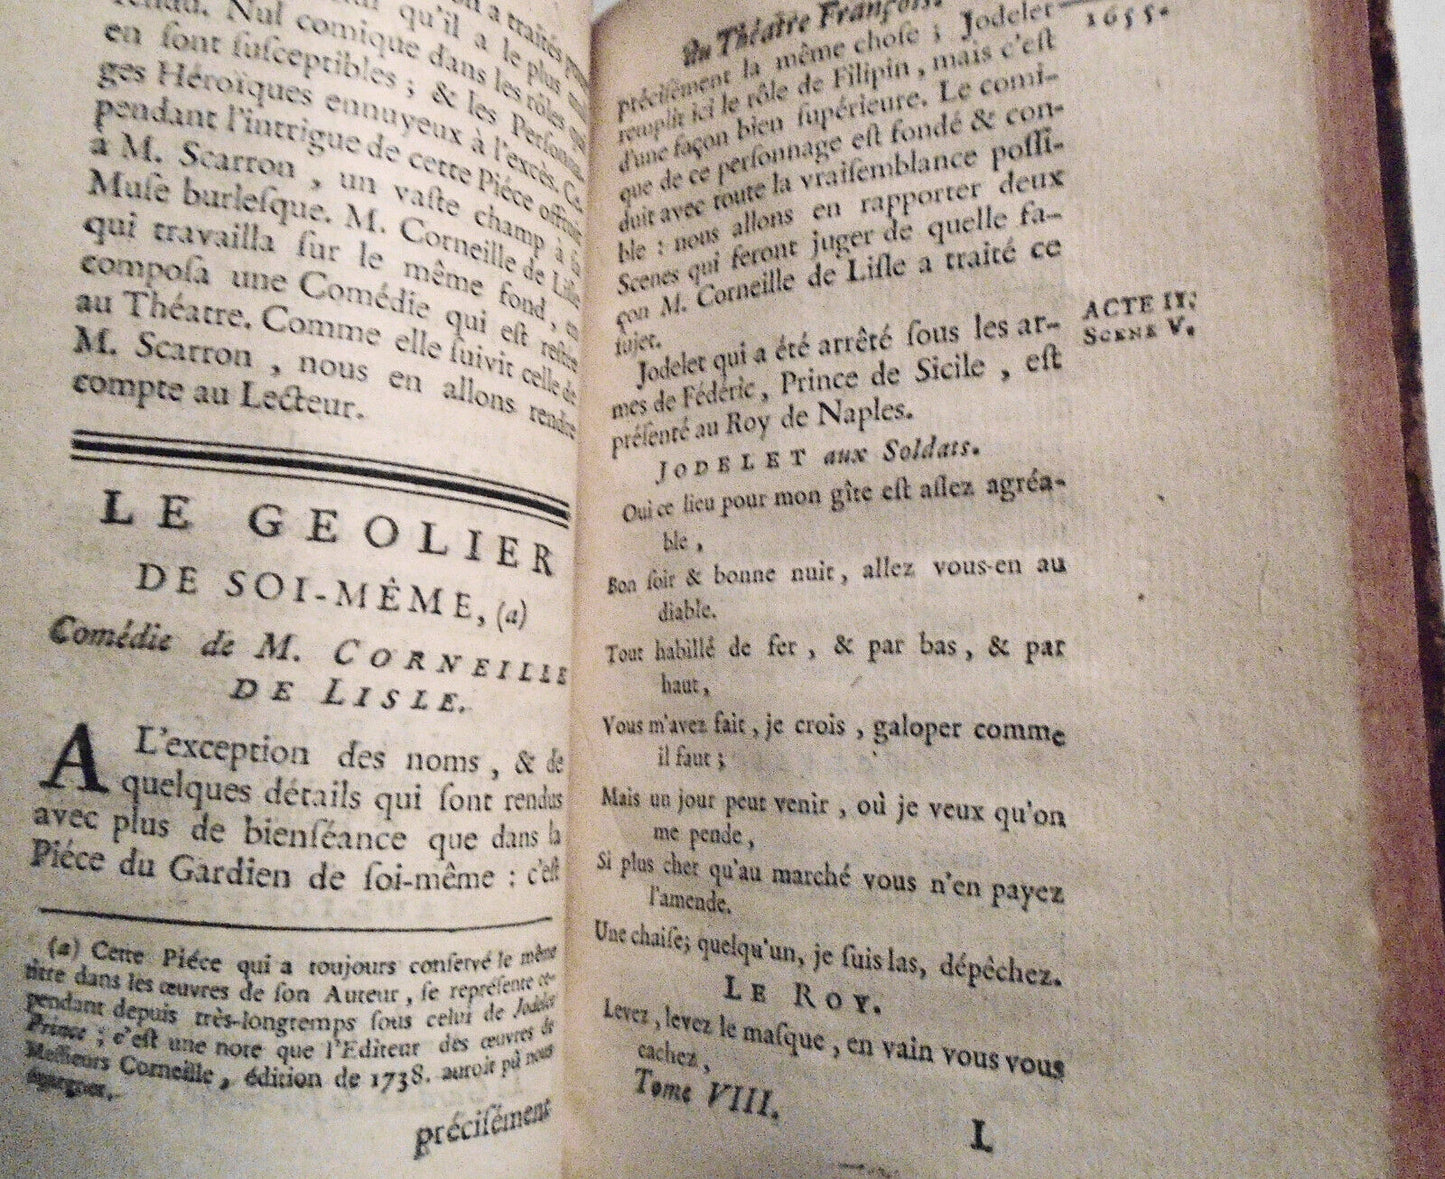 a traités
rendu. Nul comique dans les rôles qui
en sont susceptibles ; & les Personna-
ges Héroïques ennuyeux à l'excès. Ce-
pendant l'intrigue de cette Piéce offroit
à M. Scarron , un vaste champ à sa
Muse burlesque. M. Corneille de Lisle
qui travailla sur le même fond , en
composa une Comédie qui est restée
au Théatre. Comme elle suivit celle de
M. Scarron , nous en allons rendre
compte au Lecteur.
LE GEOLIER
DE SOI-MÊME, (a)
Comédie de M. CORNEILLE
DE LISLE.
A L'exception des noms , & de
quelques détails qui sont rendus
avec plus de bienséance que dans la
Piéce du Gardien de soi-même : c'est
(a) Cette Piéce qui a toujours conservé le même
titre dans les œuvres de son Auteur , se représente ce-
pendant depuis très-longtemps sous celui de Jodelet
Prince ; c'est une note que l'Editeur des œuvres de
Messieurs Corneille , édition de 1738. auroit pû nous
épargner.
précisément
du Théatre François. 1655.
précisément la même chose ; Jodelet
remplit ici le rôle de Filipin , mais c'est
d'une façon bien supérieure. Le comi-
que de ce personnage est fondé & con-
duit avec toute la vraisemblance possi-
ble : nous allons en rapporter deux
Scenes qui feront juger de quelle fa-
çon M. Corneille de Lisle a traité ce
sujet.
Jodelet qui a été arrêté sous les ar-
mes de Fédéric , Prince de Sicile , est
présenté au Roy de Naples.
ACTE II.
SCENE V.
JODELET aux Soldats.
Oui ce lieu pour mon gîte est assez agréa-
ble ,
Bon soir & bonne nuit , allez vous-en au
diable.
Tout habillé de fer , & par bas , & par
haut ,
Vous m'avez fait , je crois , galoper comme
il faut ;
Mais un jour peut venir , où je veux qu'on
me pende ,
Si plus cher qu'au marché vous n'en payez
l'amende.
Une chaise; quelqu'un, je suis las, dépêchez.
LE ROY.
Levez , levez le masque , en vain vous vous
cachez ,
Tome VIII.
L